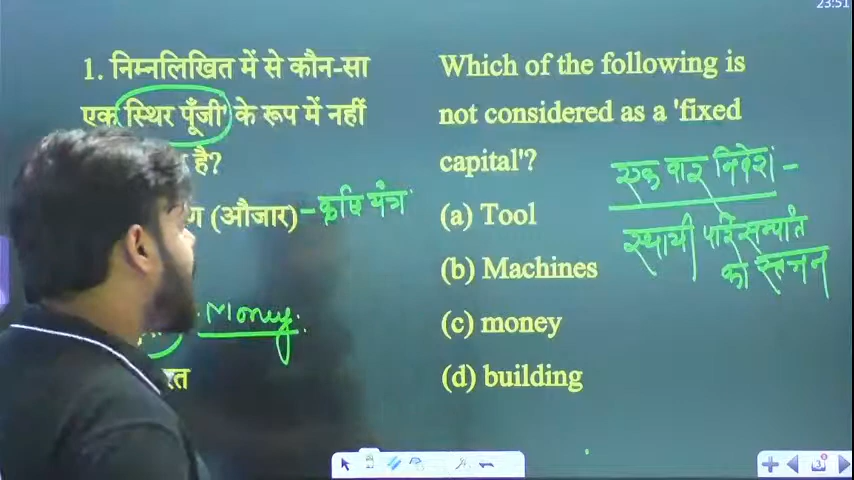 23:51
1. निम्नलिखित में से कौन-सा
एक स्थिर पूँजी' के रूप में नहीं
है?
(औजार) - कृषि यंत्र
Money
Which of the following is
not considered as a 'fixed
capital'?
(a) Tool
(b) Machines
(c) money
(d) building
एक बार निवेश -
स्थायी परिसम्पत्ति
का सृजन